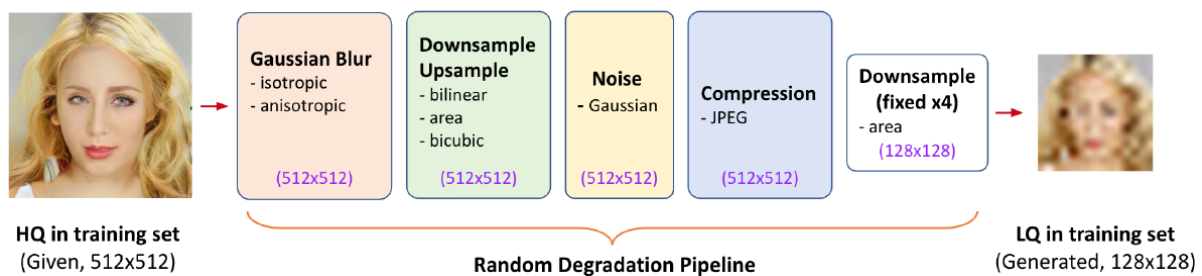 Gaussian Blur
- isotropic
- anisotropic
(512x512)
Downsample
Upsample
- bilinear
- area
- bicubic
(512x512)
Noise
- Gaussian
(512x512)
Compression
- JPEG
(512x512)
Downsample
(fixed x4)
- area
(128x128)
HQ in training set
(Given, 512x512)
Random Degradation Pipeline
LQ in training set
(Generated, 128x128)